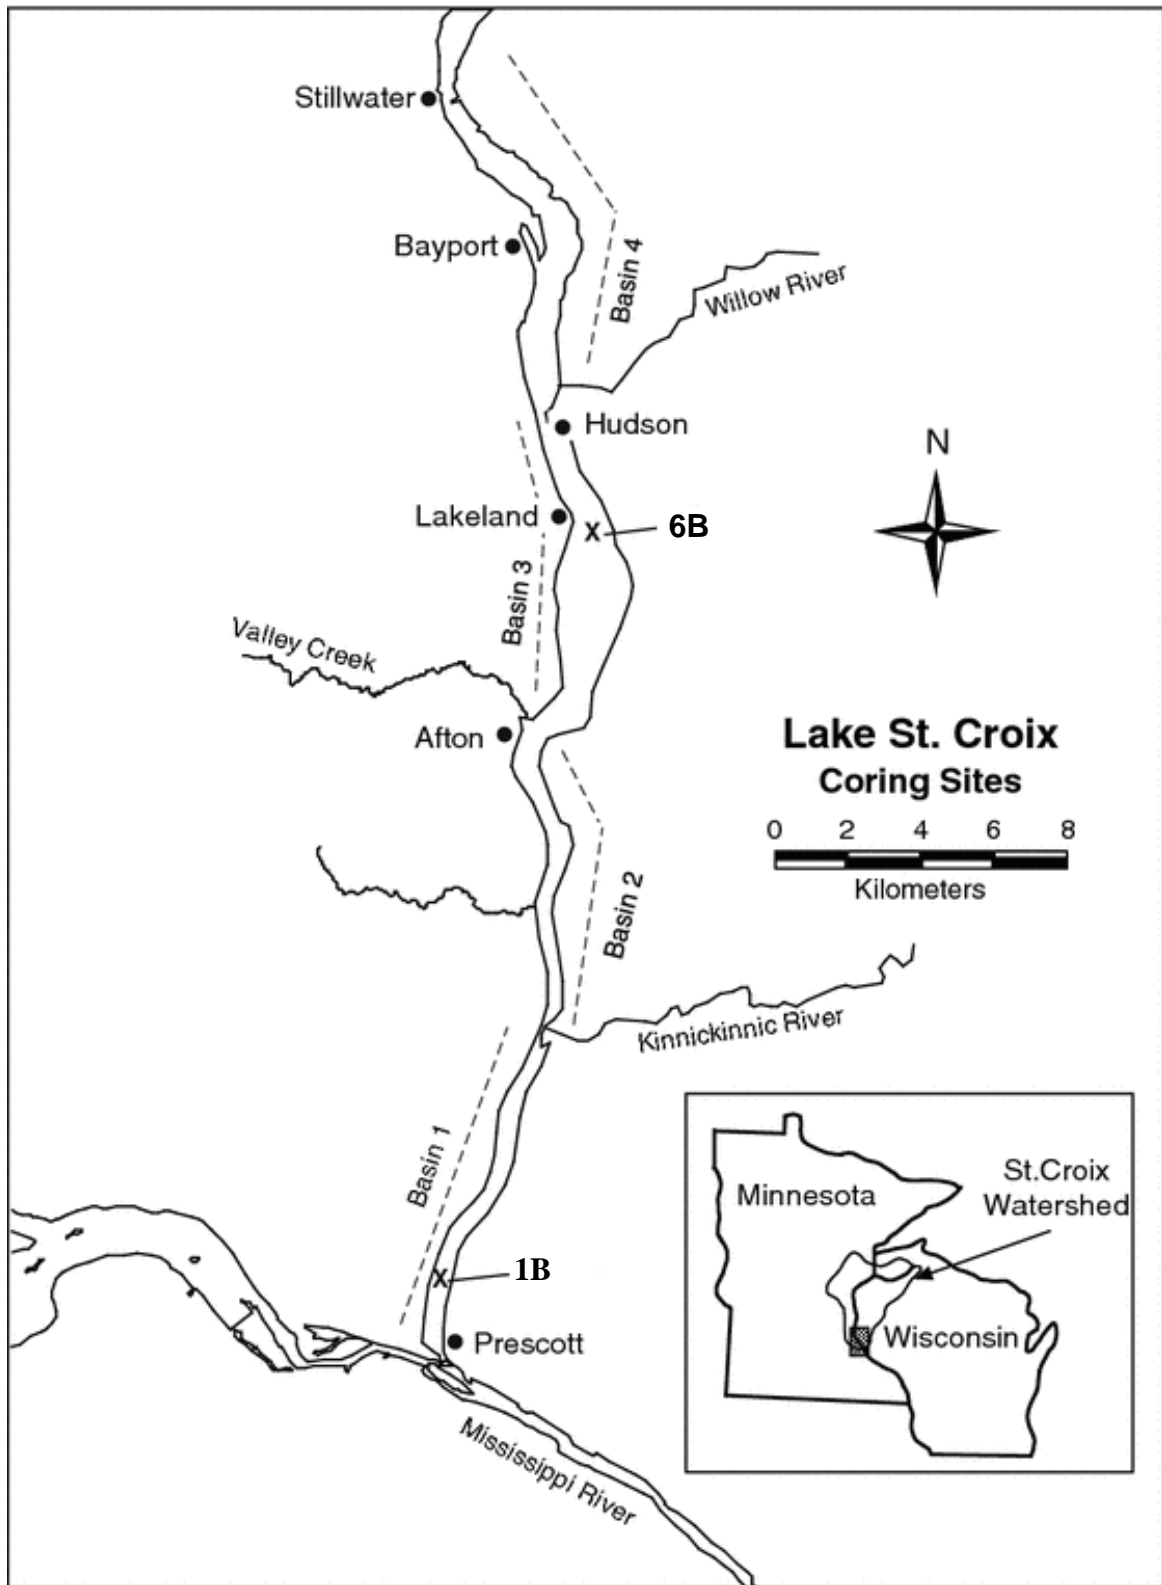 Stillwater
Bayport
Basin 4
Willow River
Hudson
N
Lakeland
X
6B
Basin 3
Valley Creek
Afton
Lake St. Croix
Coring Sites
0 2 4 6 8
Kilometers
Basin 2
Kinnickinnic River
Basin 1
X
1B
Prescott
Mississippi River
Minnesota
St.Croix
Watershed
Wisconsin